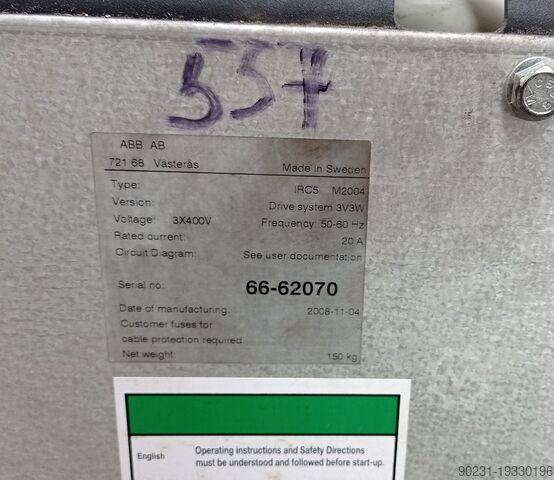 557
ABB AB
721 68 Västerås Made in Sweden
Type: IRC5 M2004
Version: Drive system 3V3W
Voltage: 3X400V Frequency: 50-60 Hz
Rated current: 20 A
Circuit Diagram: See user documentation
Serial no: 66-62070
Date of manufacturing: 2008-11-04
Customer fuses for
cable protection required:
Net weight: 150 kg
English
Operating instructions and Safety Directions
must be understood and followed before start-up.
90231-19330196